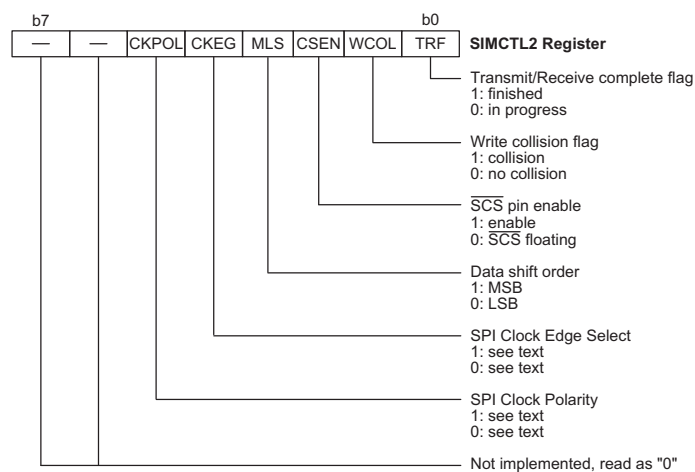 b7 b0
— — CKPOL CKEG MLS CSEN WCOL TRF SIMCTL2 Register
Transmit/Receive complete flag
1: finished
0: in progress
Write collision flag
1: collision
0: no collision
S̅C̅S̅ pin enable
1: enable
0: S̅C̅S̅ floating
Data shift order
1: MSB
0: LSB
SPI Clock Edge Select
1: see text
0: see text
SPI Clock Polarity
1: see text
0: see text
Not implemented, read as "0"